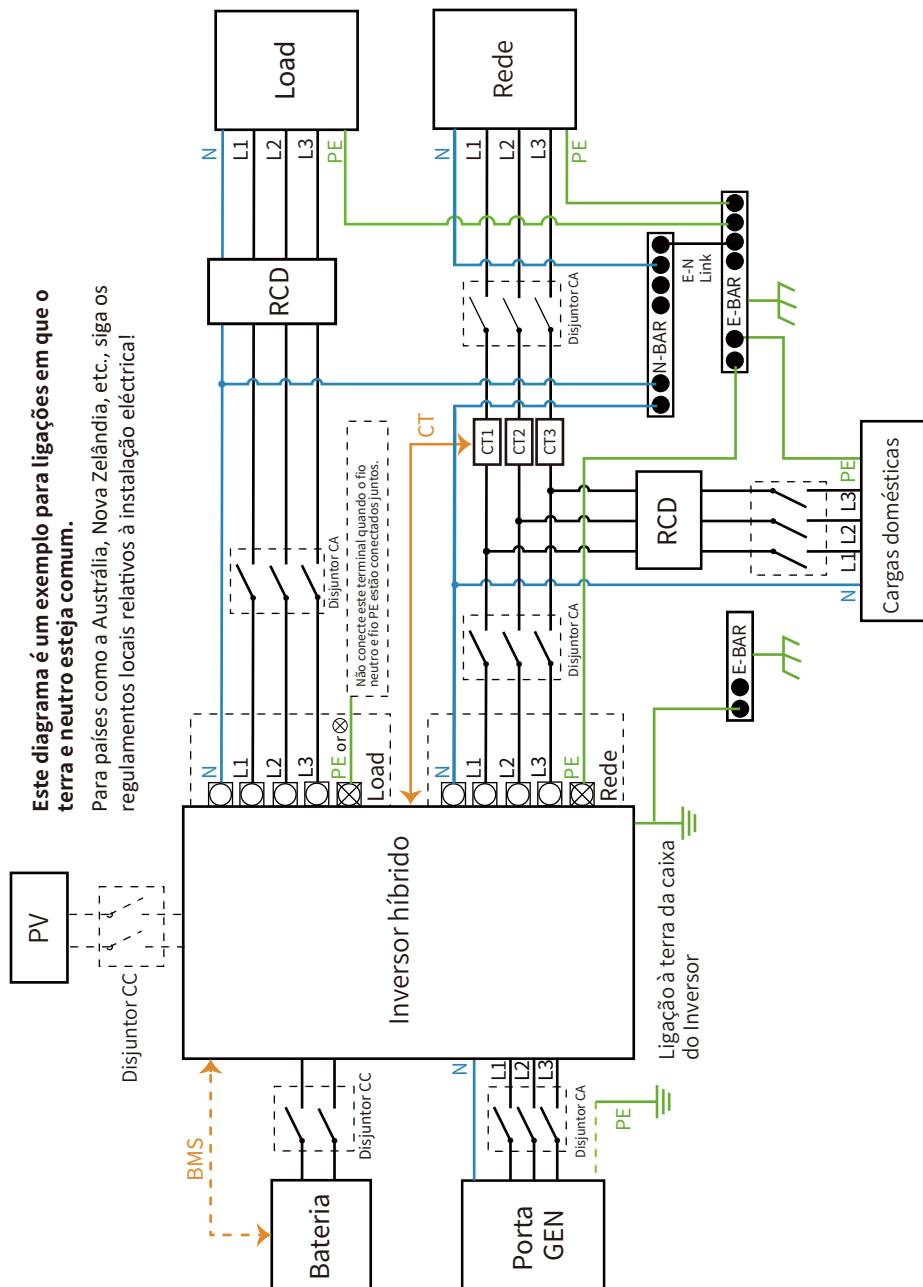 Este diagrama é um exemplo para ligações em que o
terra e neutro esteja comum.
Para países como a Austrália, Nova Zelândia, etc., siga os
regulamentos locais relativos à instalação eléctrica!
PV
Disjuntor CC
BMS
Bateria
Disjuntor CC
Porta
GEN
N
L1
L2
L3
Disjuntor CA
PE
Inversor híbrido
Ligação à terra da caixa
do Inversor
N
L1
L2
L3
PE or
Load
Não conecte este terminal quando o fio
neutro e fio PE estão conectados juntos.
Disjuntor CA
RCD
N
L1
L2
L3
PE
Load
N
L1
L2
L3
PE
Rede
Disjuntor CA
CT
CT1
CT2
CT3
Disjuntor CA
N
L1
L2
L3
PE
Rede
N-BAR
E-N
Link
E-BAR
RCD
E-BAR
N
L1
L2
L3
PE
Cargas domésticas